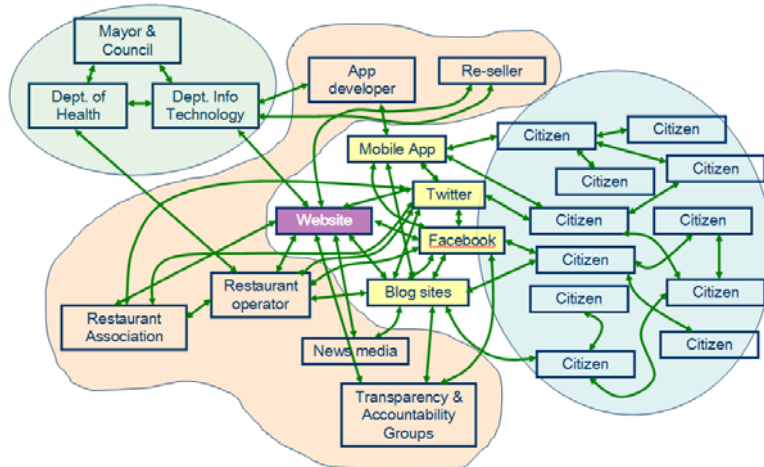 Mayor &
Council
Dept. of
Health
Dept. Info
Technology
App
developer
Re-seller
Mobile App
Twitter
Website
Facebook
Blog sites
Restaurant
operator
Restaurant
Association
News media
Transparency &
Accountability
Groups
Citizen
Citizen
Citizen
Citizen
Citizen
Citizen
Citizen
Citizen
Citizen
Citizen
Citizen